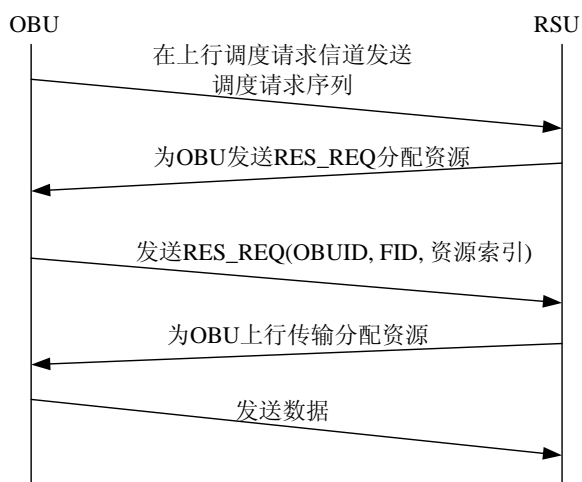 OBU
RSU
在上行调度请求信道发送
调度请求序列
为OBU发送RES_REQ分配资源
发送RES_REQ(OBUID, FID, 资源索引)
为OBU上行传输分配资源
发送数据